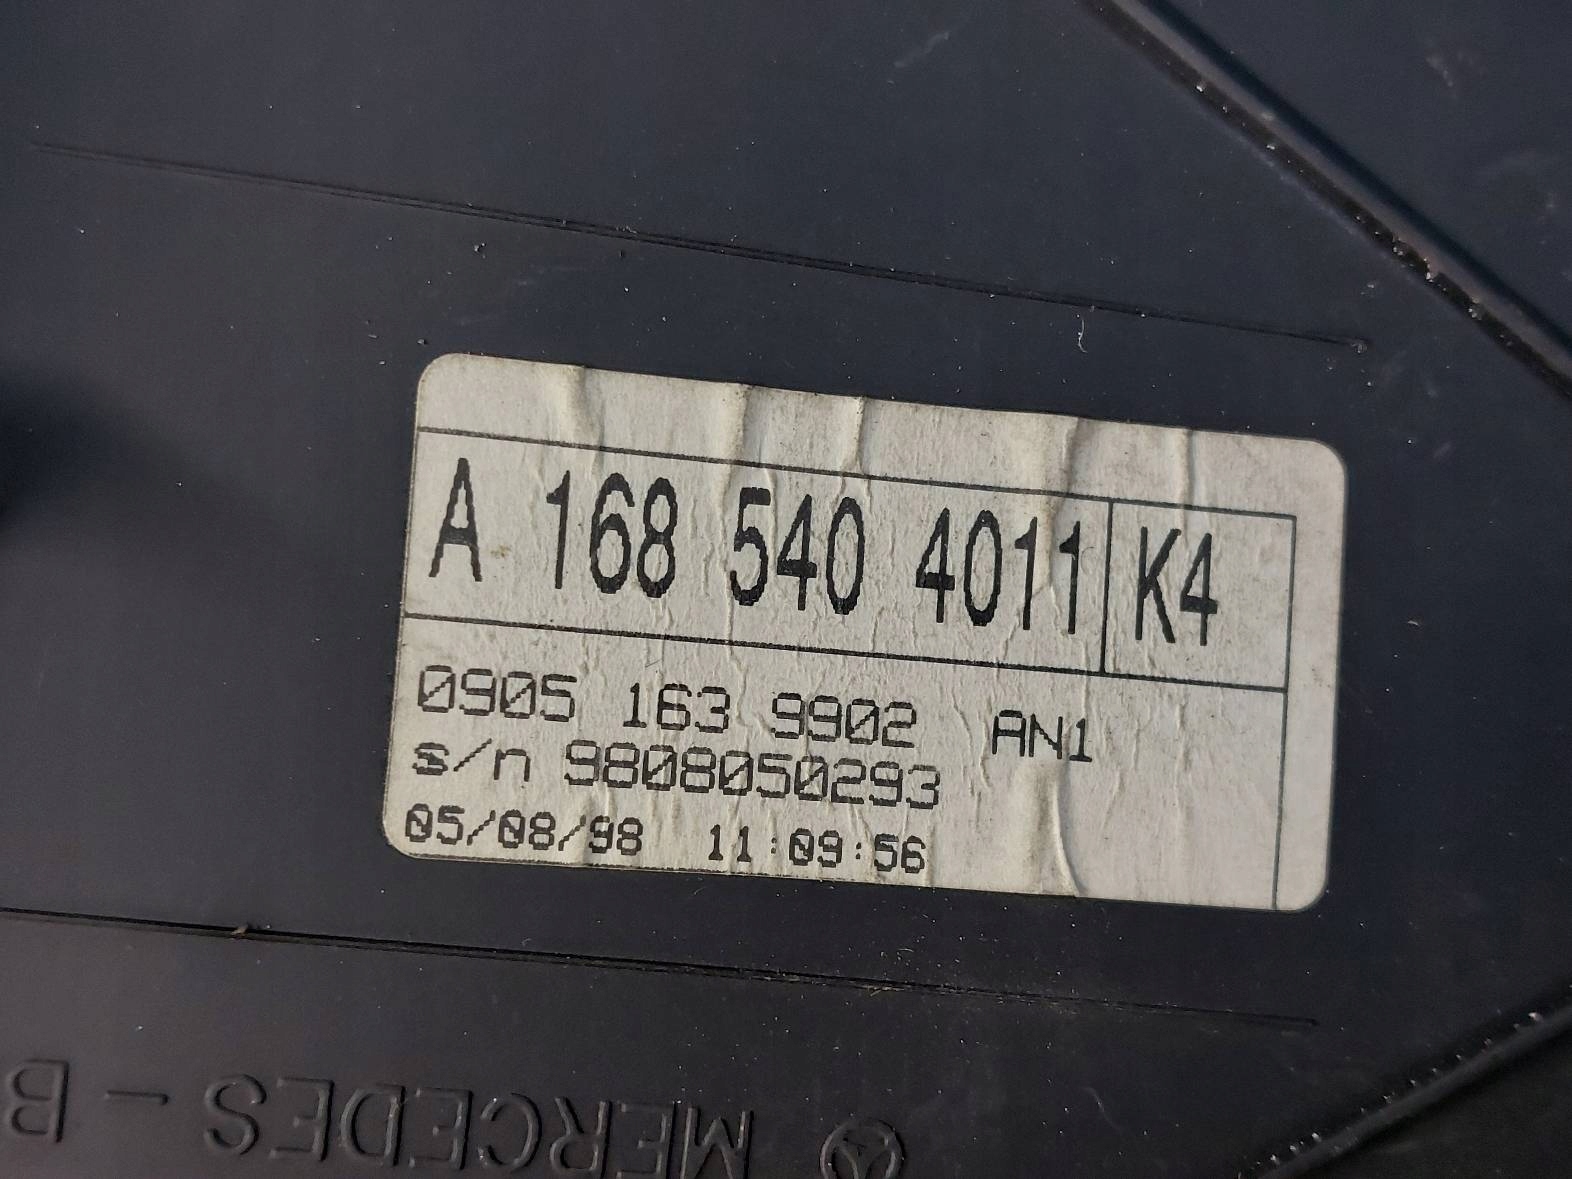 A 168 540 4011 K4
0905 163 9902 AN1
s/n 9808050293
05/08/98 11:09:56
MERCEDES-B